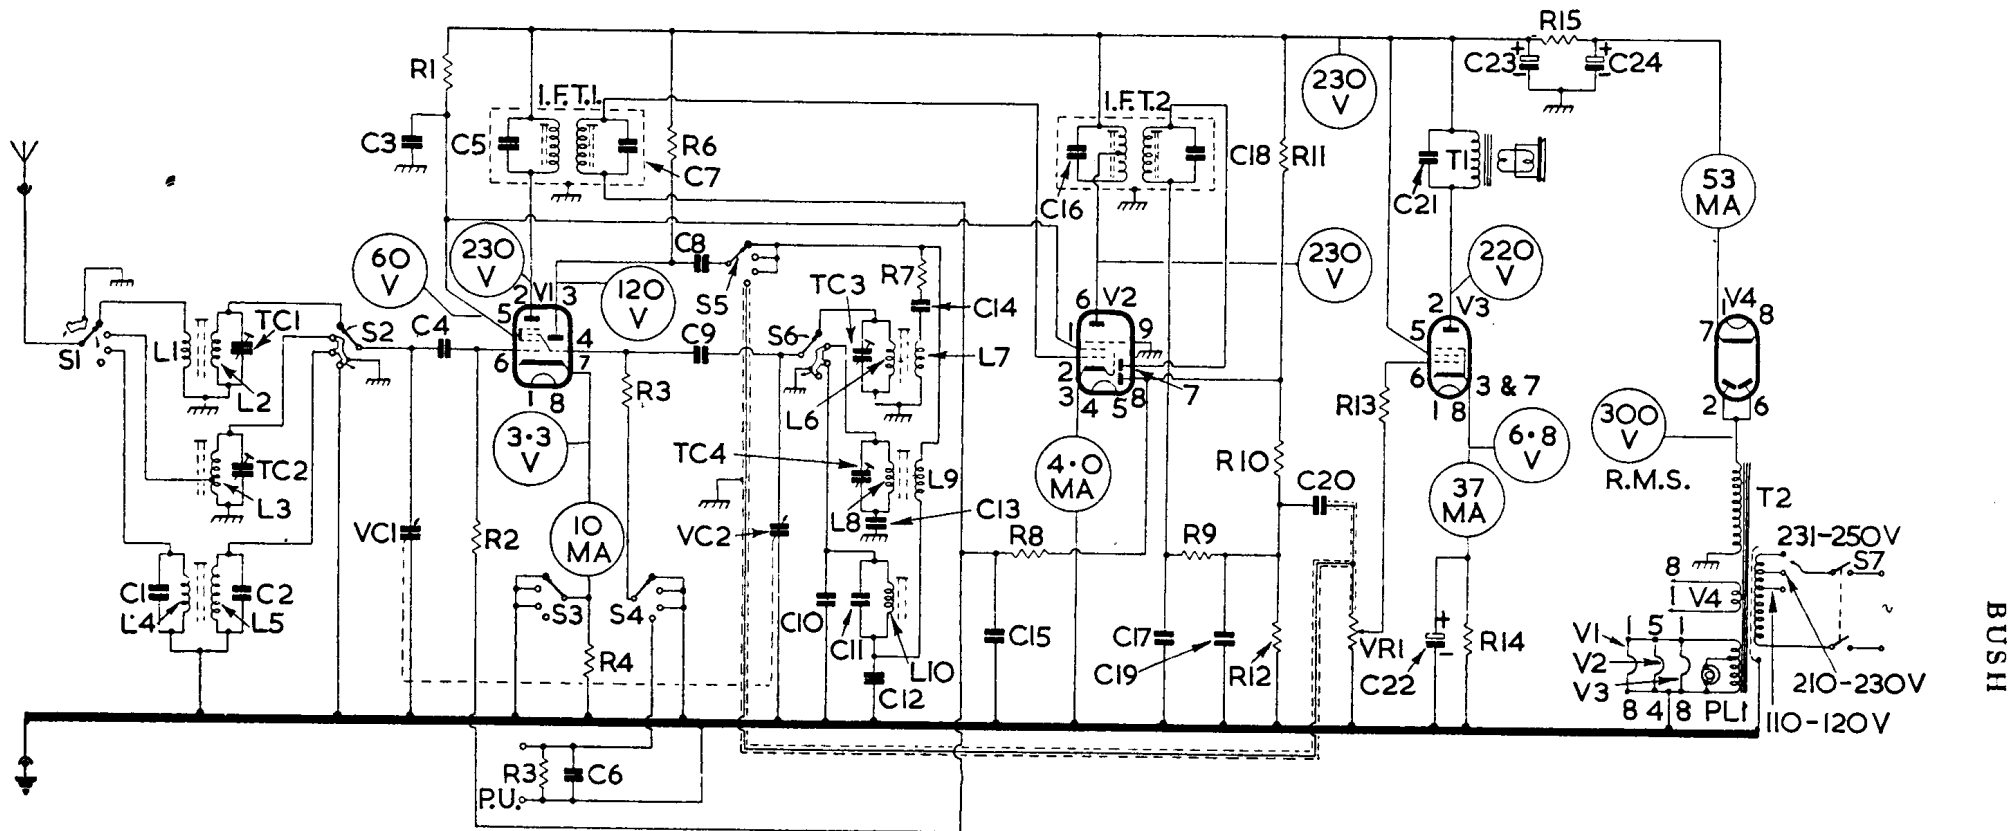 R15
C23
+
-
+
-
C24
R1
230
V
I.F.T.1.
I.F.T.2
C3
C5
R6
C7
C16
C18
R11
C21
T1
53
MA
60
V
230
V
120
V
C8
S5
R7
C14
TC3
230
V
220
V
2
V1
3
5
4
6
7
1
8
6
V2
1
9
2
3
4
5
8
7
2
V3
5
6
3 & 7
1
8
V4
1
8
7
2
6
S1
L1
TC1
L2
S2
C4
C9
S6
L7
L6
R3
R13
6.8
V
300
V
R.M.S.
3.3
V
TC2
L3
TC4
L9
L8
C13
4.0
MA
R10
C20
37
MA
T2
VC1
R2
10
MA
VC2
R8
R9
231-250V
S7
8
V4
1
~
C1
L4
C2
L5
S3
S4
C10
C11
L10
C15
C17
C19
R12
VR1
+
-
C22
R14
R4
C12
V1
V2
V3
1
5
1
8
4
8
PL1
210-230V
110-120V
R3
C6
P.U.
BUSH